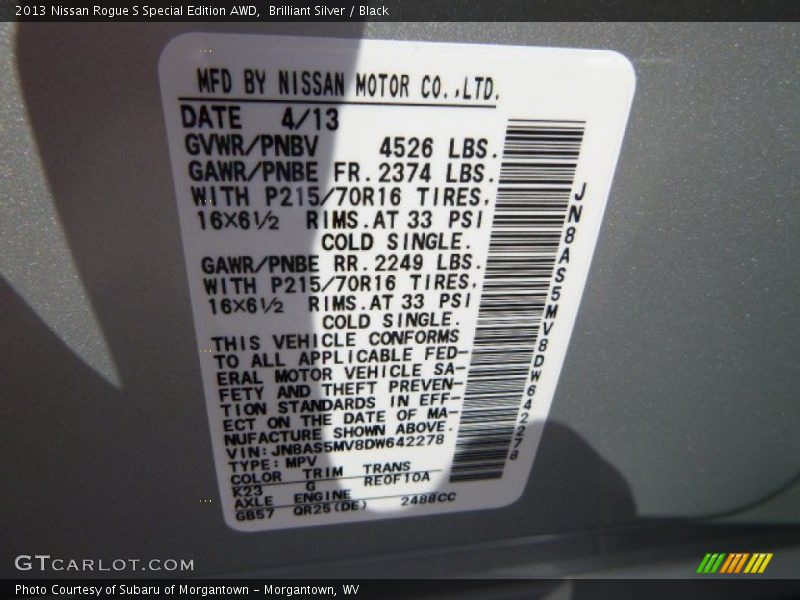 2013 Nissan Rogue S Special Edition AWD,  Brilliant Silver / Black
MFD BY NISSAN MOTOR CO.,LTD.
DATE 4/13
GVWR/PNBV 4526 LBS.
GAWR/PNBE FR.2374 LBS.
WITH P215/70R16 TIRES,
16X6½ RIMS.AT 33 PSI
COLD SINGLE.
GAWR/PNBE RR.2249 LBS.
WITH P215/70R16 TIRES,
16X6½ RIMS.AT 33 PSI
COLD SINGLE.
THIS VEHICLE CONFORMS
TO ALL APPLICABLE FED-
ERAL MOTOR VEHICLE SA-
FETY AND THEFT PREVEN-
TION STANDARDS IN EFF-
ECT ON THE DATE OF MA-
NUFACTURE SHOWN ABOVE.
VIN:JN8AS5MV8DW642278
TYPE:MPV
COLOR TRIM TRANS
K23 G RE0F10A
AXLE ENGINE
GB57 QR25(DE) 2488CC
JN8AS5MV8DW642278
GTCARLOT.COM
Photo Courtesy of Subaru of Morgantown - Morgantown, WV